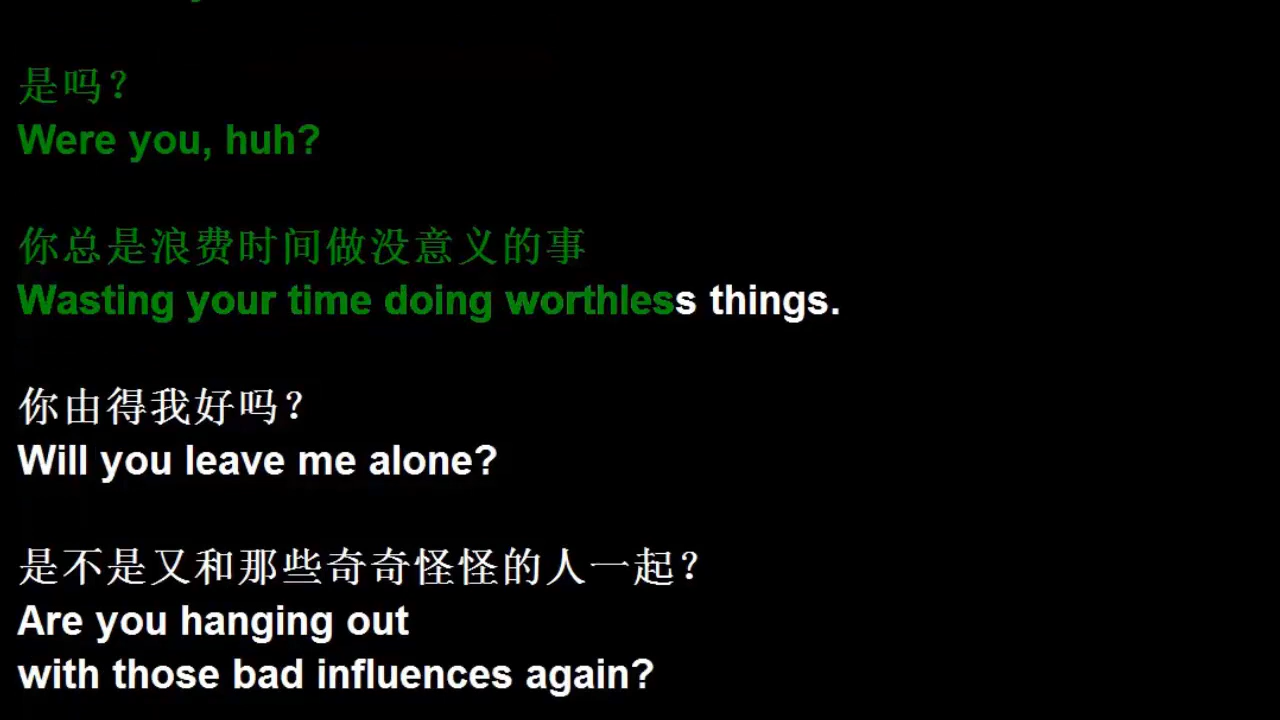 是吗?
Were you, huh?
你总是浪费时间做没意义的事
Wasting your time doing worthless things.
你由得我好吗?
Will you leave me alone?
是不是又和那些奇奇怪怪的人一起?
Are you hanging out
with those bad influences again?